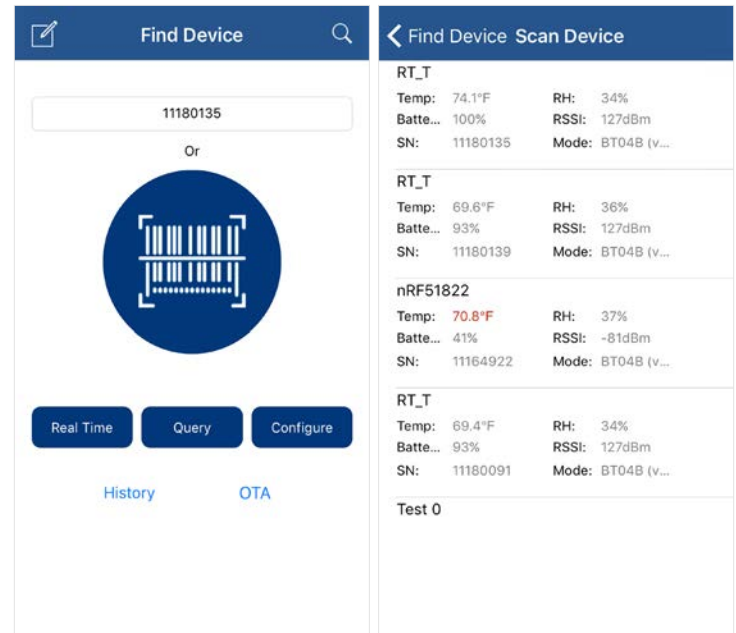 Find Device
11180135
Or
Real Time Query Configure
History OTA
Find Device Scan Device
RT_T
Temp: 74.1°F RH: 34%
Batte... 100% RSSI: 127dBm
SN: 11180135 Mode: BT04B (v...
RT_T
Temp: 69.6°F RH: 36%
Batte... 93% RSSI: 127dBm
SN: 11180139 Mode: BT04B (v...
nRF51822
Temp: 70.8°F RH: 37%
Batte... 41% RSSI: -81dBm
SN: 11164922 Mode: BT04B (v...
RT_T
Temp: 69.4°F RH: 34%
Batte... 93% RSSI: 127dBm
SN: 11180091 Mode: BT04B (v...
Test 0